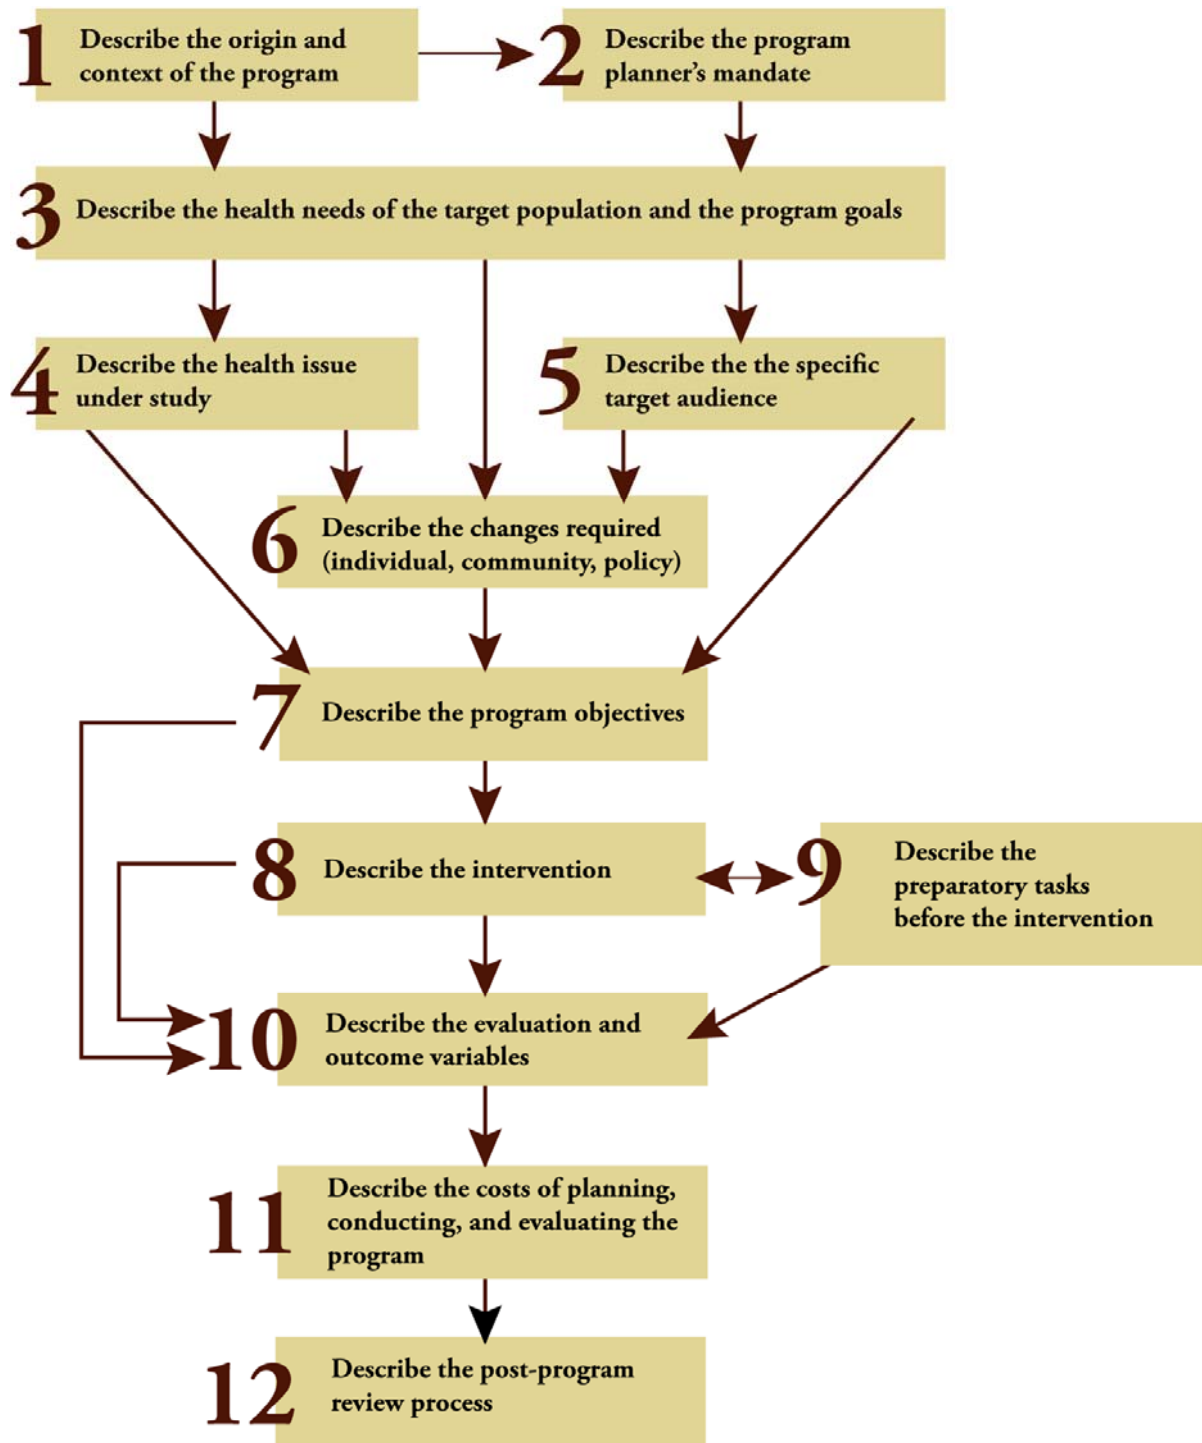 1
Describe the origin and
context of the program
2
Describe the program
planner's mandate
3
Describe the health needs of the target population and the program goals
4
Describe the health issue
under study
5
Describe the the specific
target audience
6
Describe the changes required
(individual, community, policy)
7
Describe the program objectives
8
Describe the intervention
9
Describe the
preparatory tasks
before the intervention
10
Describe the evaluation and
outcome variables
11
Describe the costs of planning,
conducting, and evaluating the
program
12
Describe the post-program
review process